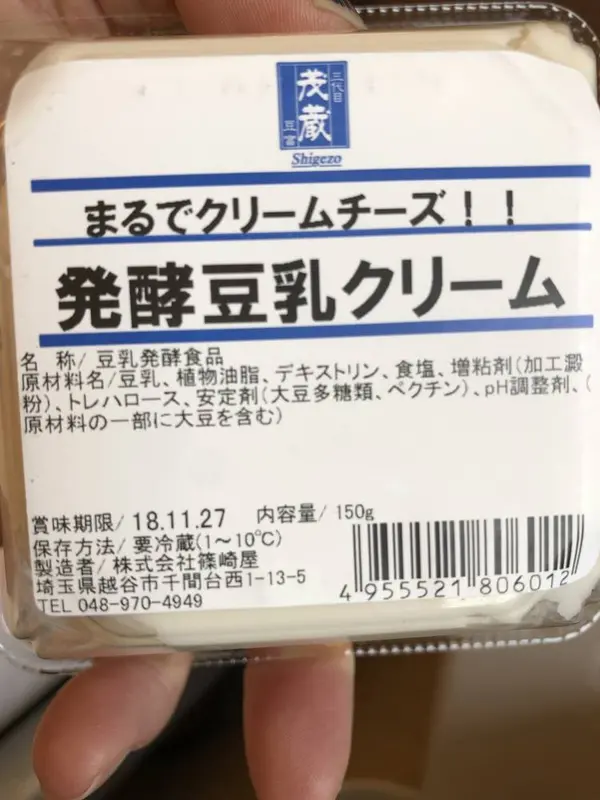 三代目
茂蔵
豆富
Shigezo
まるでクリームチーズ！！
発酵豆乳クリーム
名　称/ 豆乳発酵食品
原材料名/豆乳、植物油脂、デキストリン、食塩、増粘剤(加工澱
粉)、トレハロース、安定剤(大豆多糖類、ペクチン)、pH調整剤、(
原材料の一部に大豆を含む)
賞味期限/ 18.11.27　内容量/ 150g
保存方法/ 要冷蔵(1～10℃)
製造者/ 株式会社篠崎屋
埼玉県越谷市千間台西1-13-5
TEL 048-970-4949
4 955521 806012